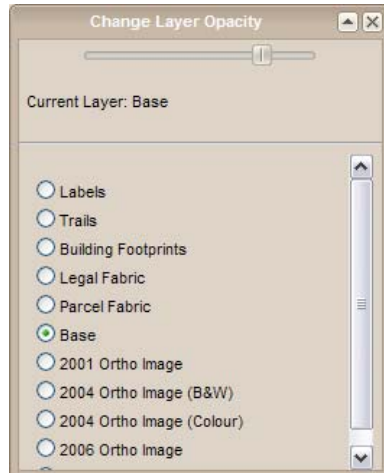 Change Layer Opacity
Current Layer: Base
Labels
Trails
Building Footprints
Legal Fabric
Parcel Fabric
Base
2001 Ortho Image
2004 Ortho Image (B&W)
2004 Ortho Image (Colour)
2006 Ortho Image